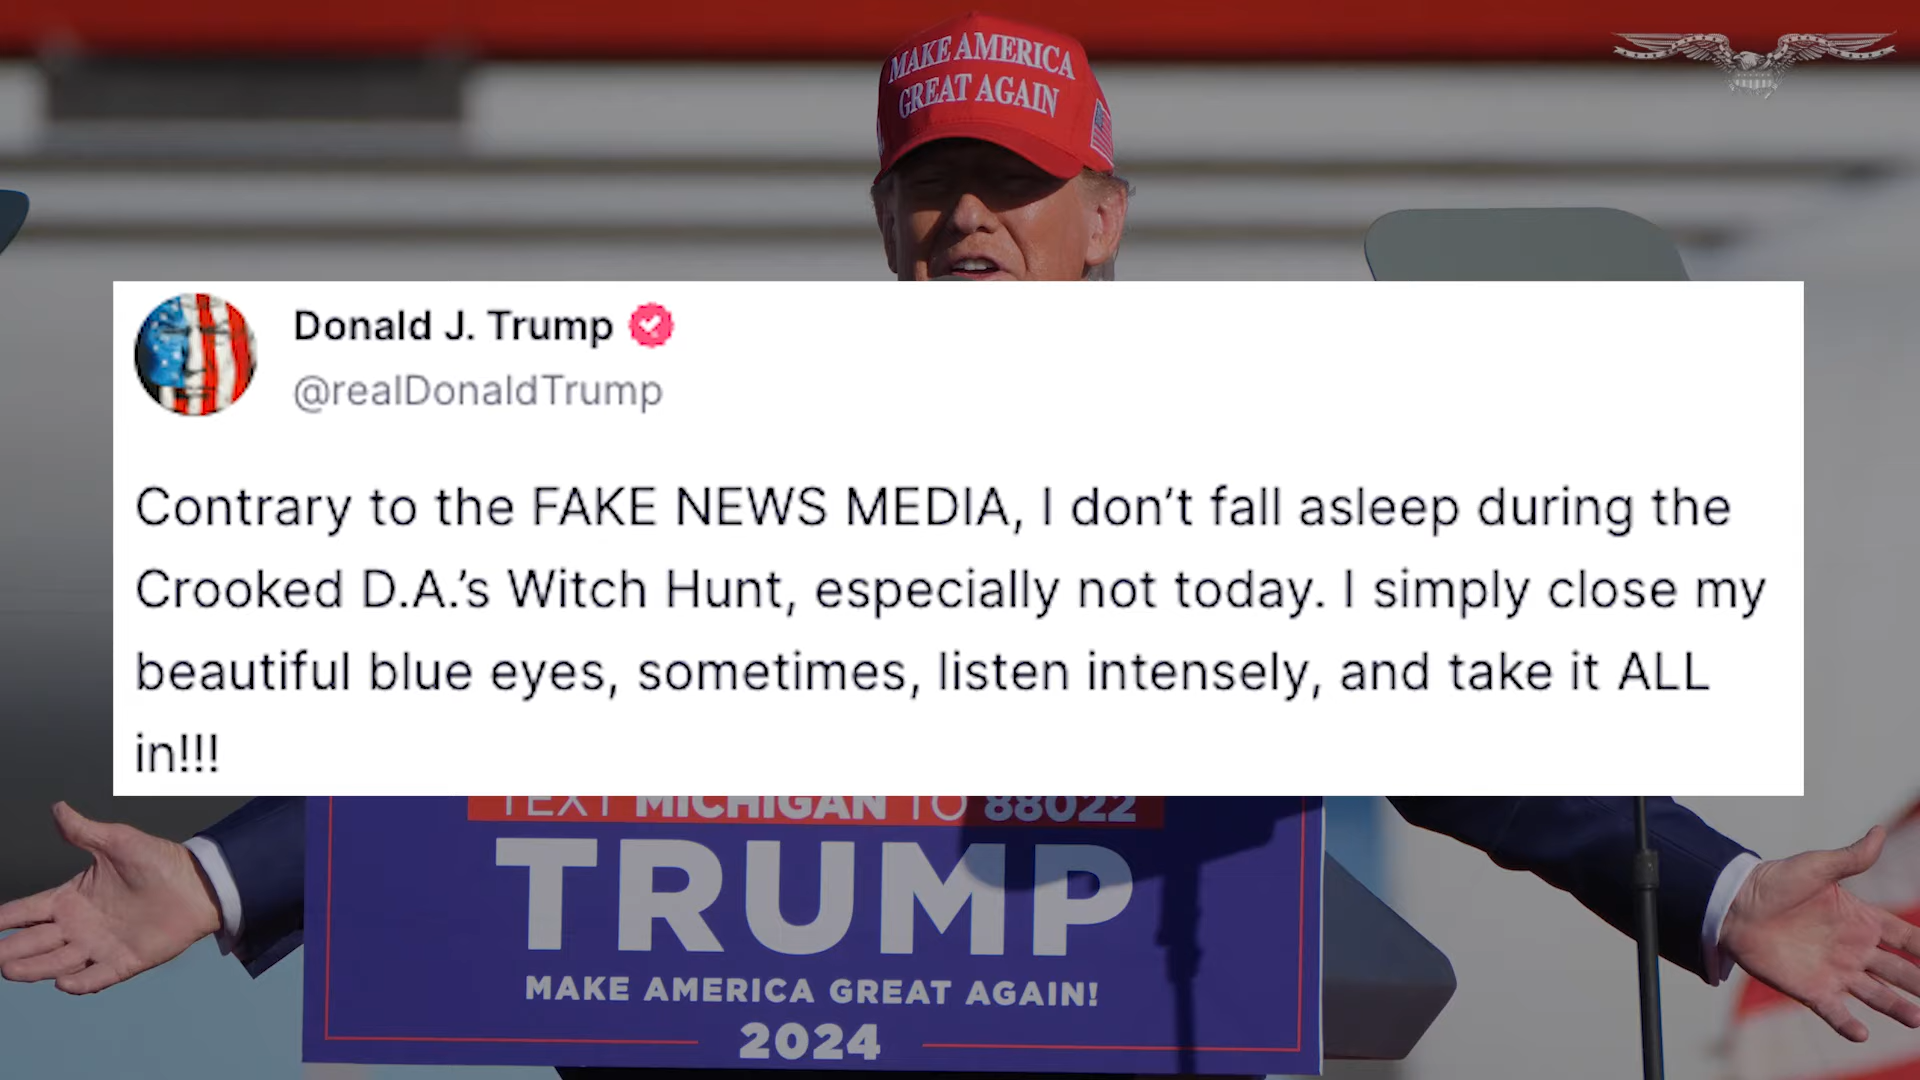 MAKE AMERICA
GREAT AGAIN
Donald J. Trump
@realDonaldTrump
Contrary to the FAKE NEWS MEDIA, I don’t fall asleep during the
Crooked D.A.’s Witch Hunt, especially not today. I simply close my
beautiful blue eyes, sometimes, listen intensely, and take it ALL
in!!!
TEXT MICHIGAN TO 88022
TRUMP
MAKE AMERICA GREAT AGAIN!
2024